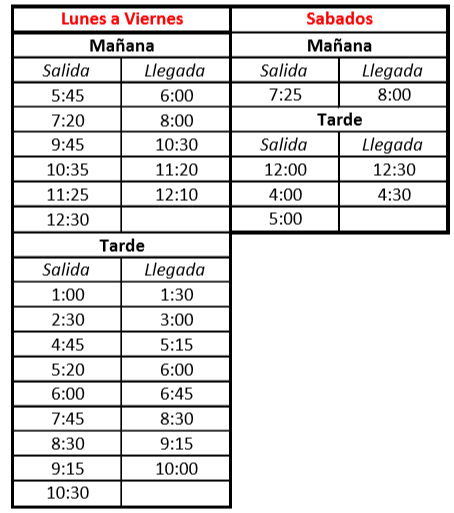 Lunes a Viernes Sabados
Mañana Mañana
Salida Llegada Salida Llegada
5:45 6:00 7:25 8:00
7:20 8:00 Tarde
9:45 10:30 Salida Llegada
10:35 11:20 12:00 12:30
11:25 12:10 4:00 4:30
12:30 5:00
Tarde
Salida Llegada
1:00 1:30
2:30 3:00
4:45 5:15
5:20 6:00
6:00 6:45
7:45 8:30
8:30 9:15
9:15 10:00
10:30